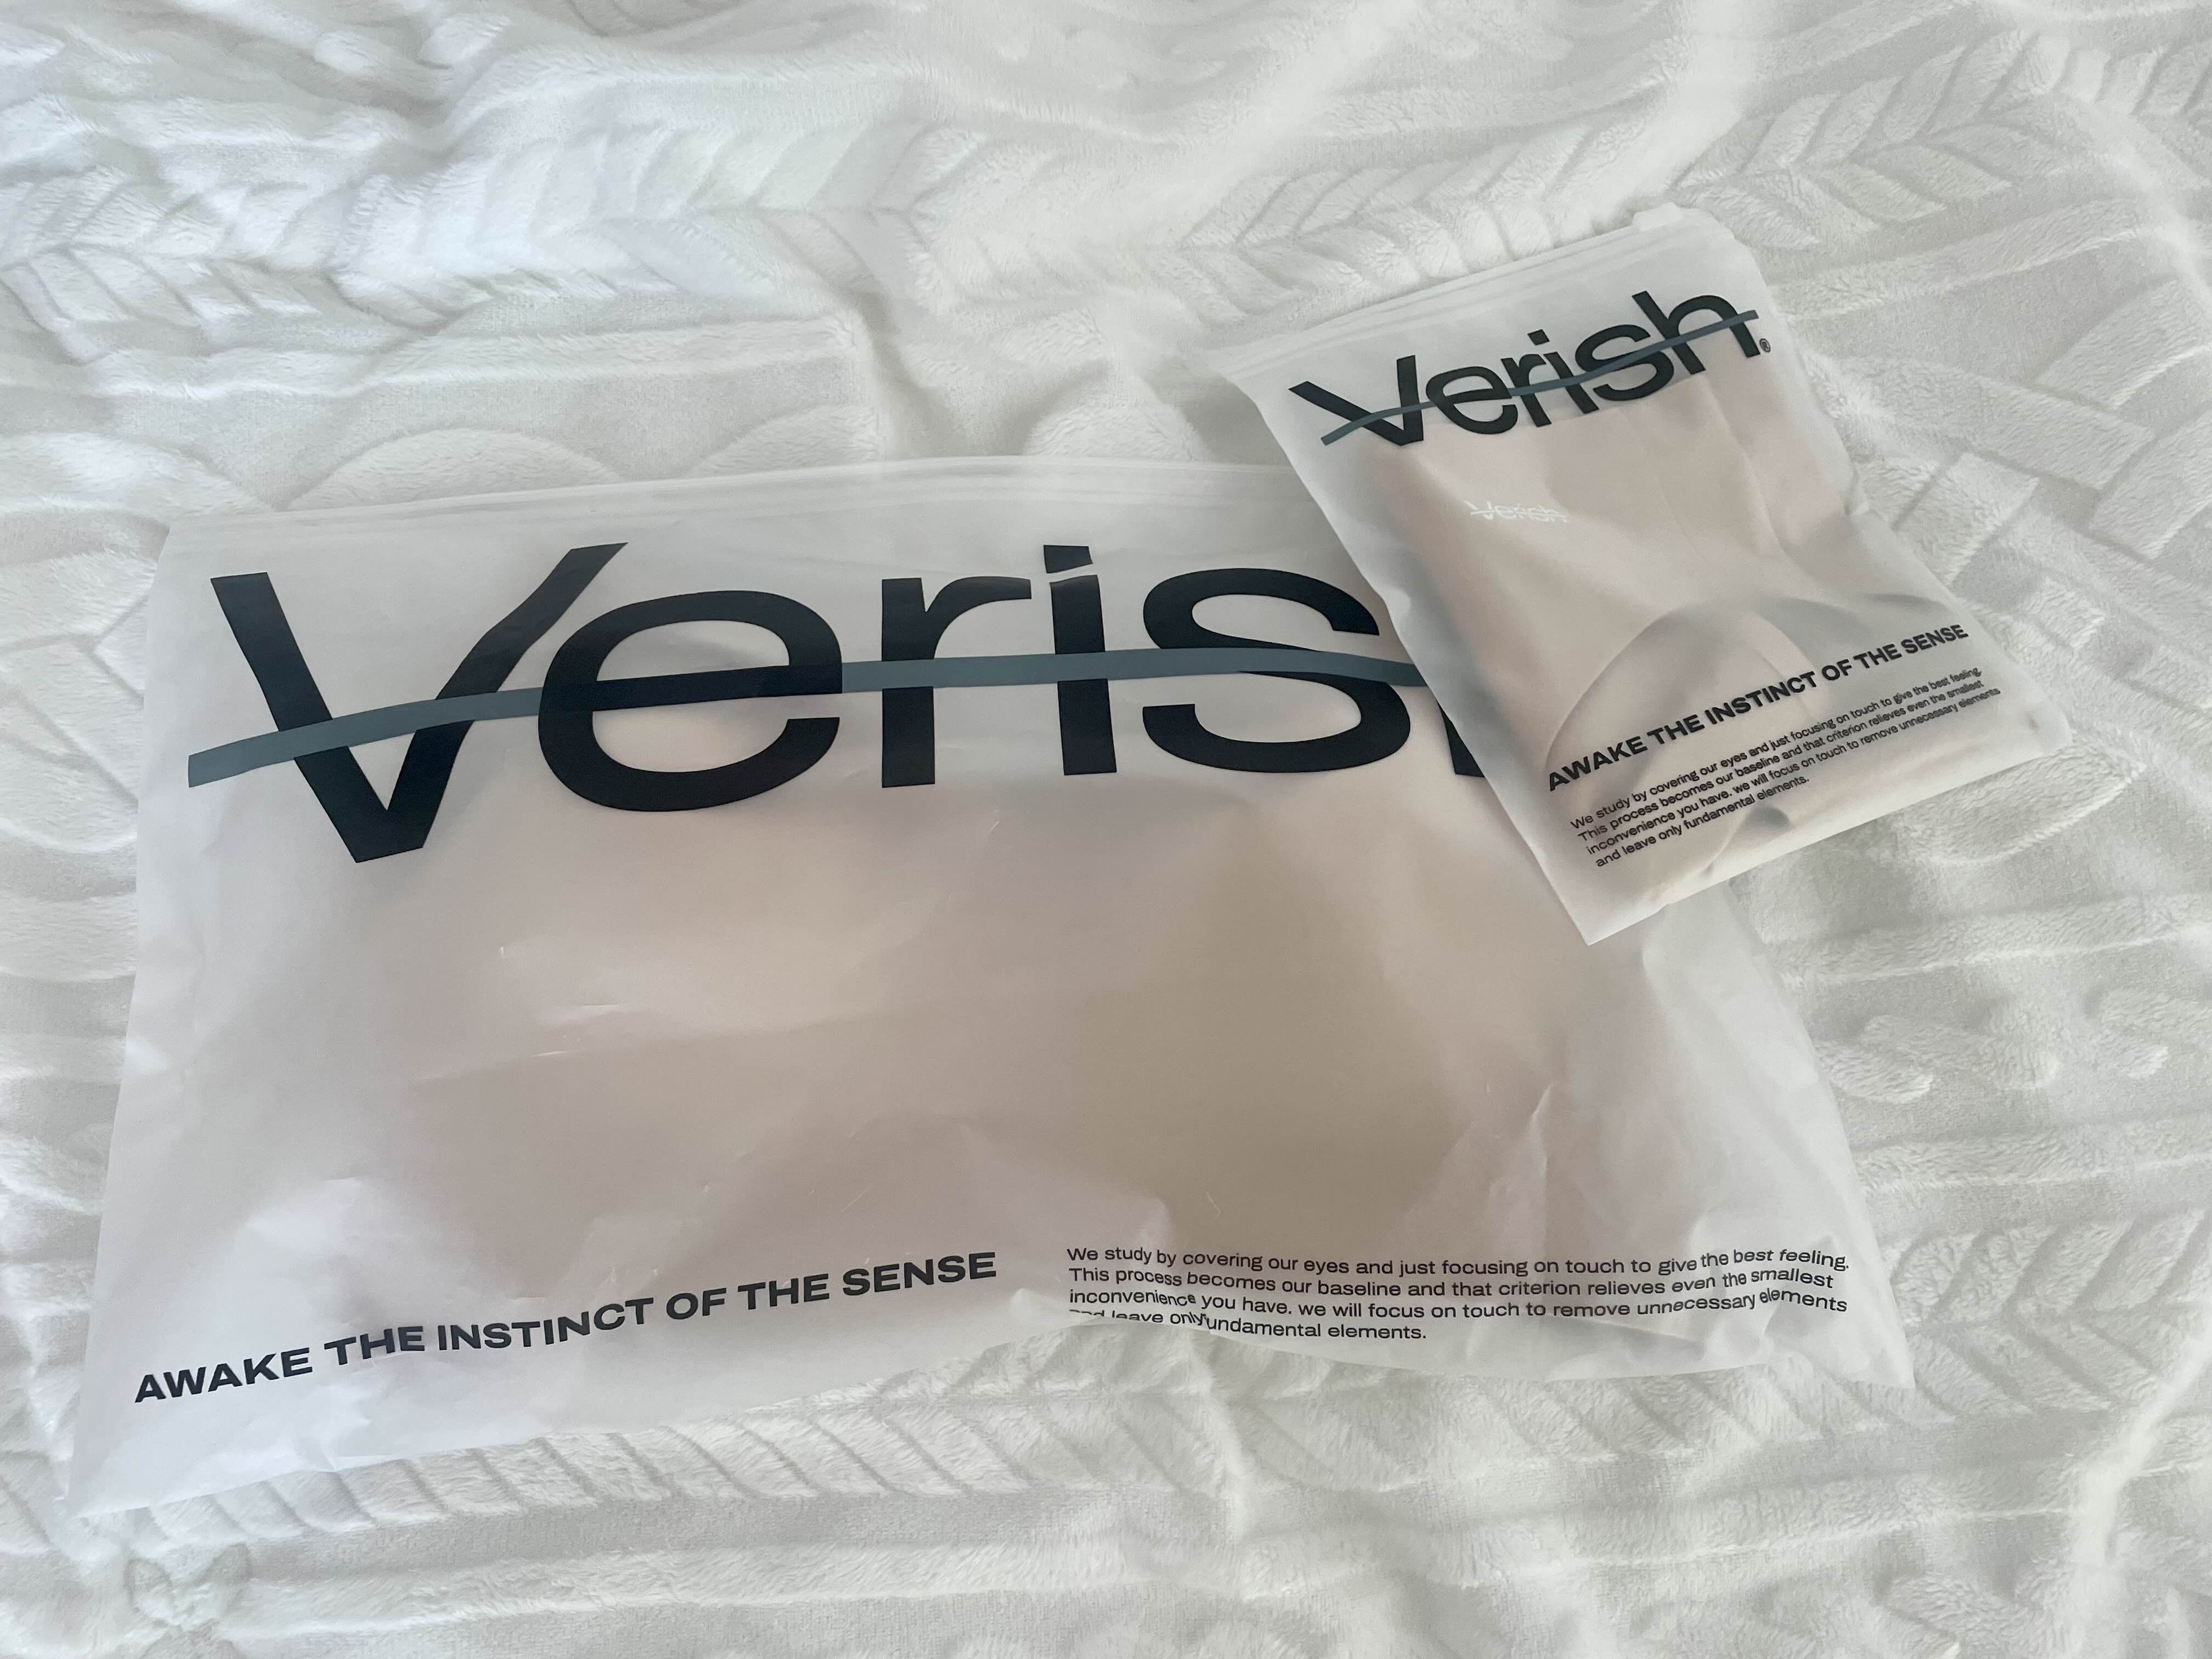 Verish®
Verish
AWAKE THE INSTINCT OF THE SENSE
We study by covering our eyes and just focusing on touch to give the best feeling.
This process becomes our baseline and that criterion relieves even the smallest
inconvenience you have. we will focus on touch to remove unnecessary elements
and leave only fundamental elements.
Veris
AWAKE THE INSTINCT OF THE SENSE
We study by covering our eyes and just focusing on touch to give the best feeling.
This process becomes our baseline and that criterion relieves even the smallest
inconvenience you have. we will focus on touch to remove unnecessary elements
and leave only fundamental elements.